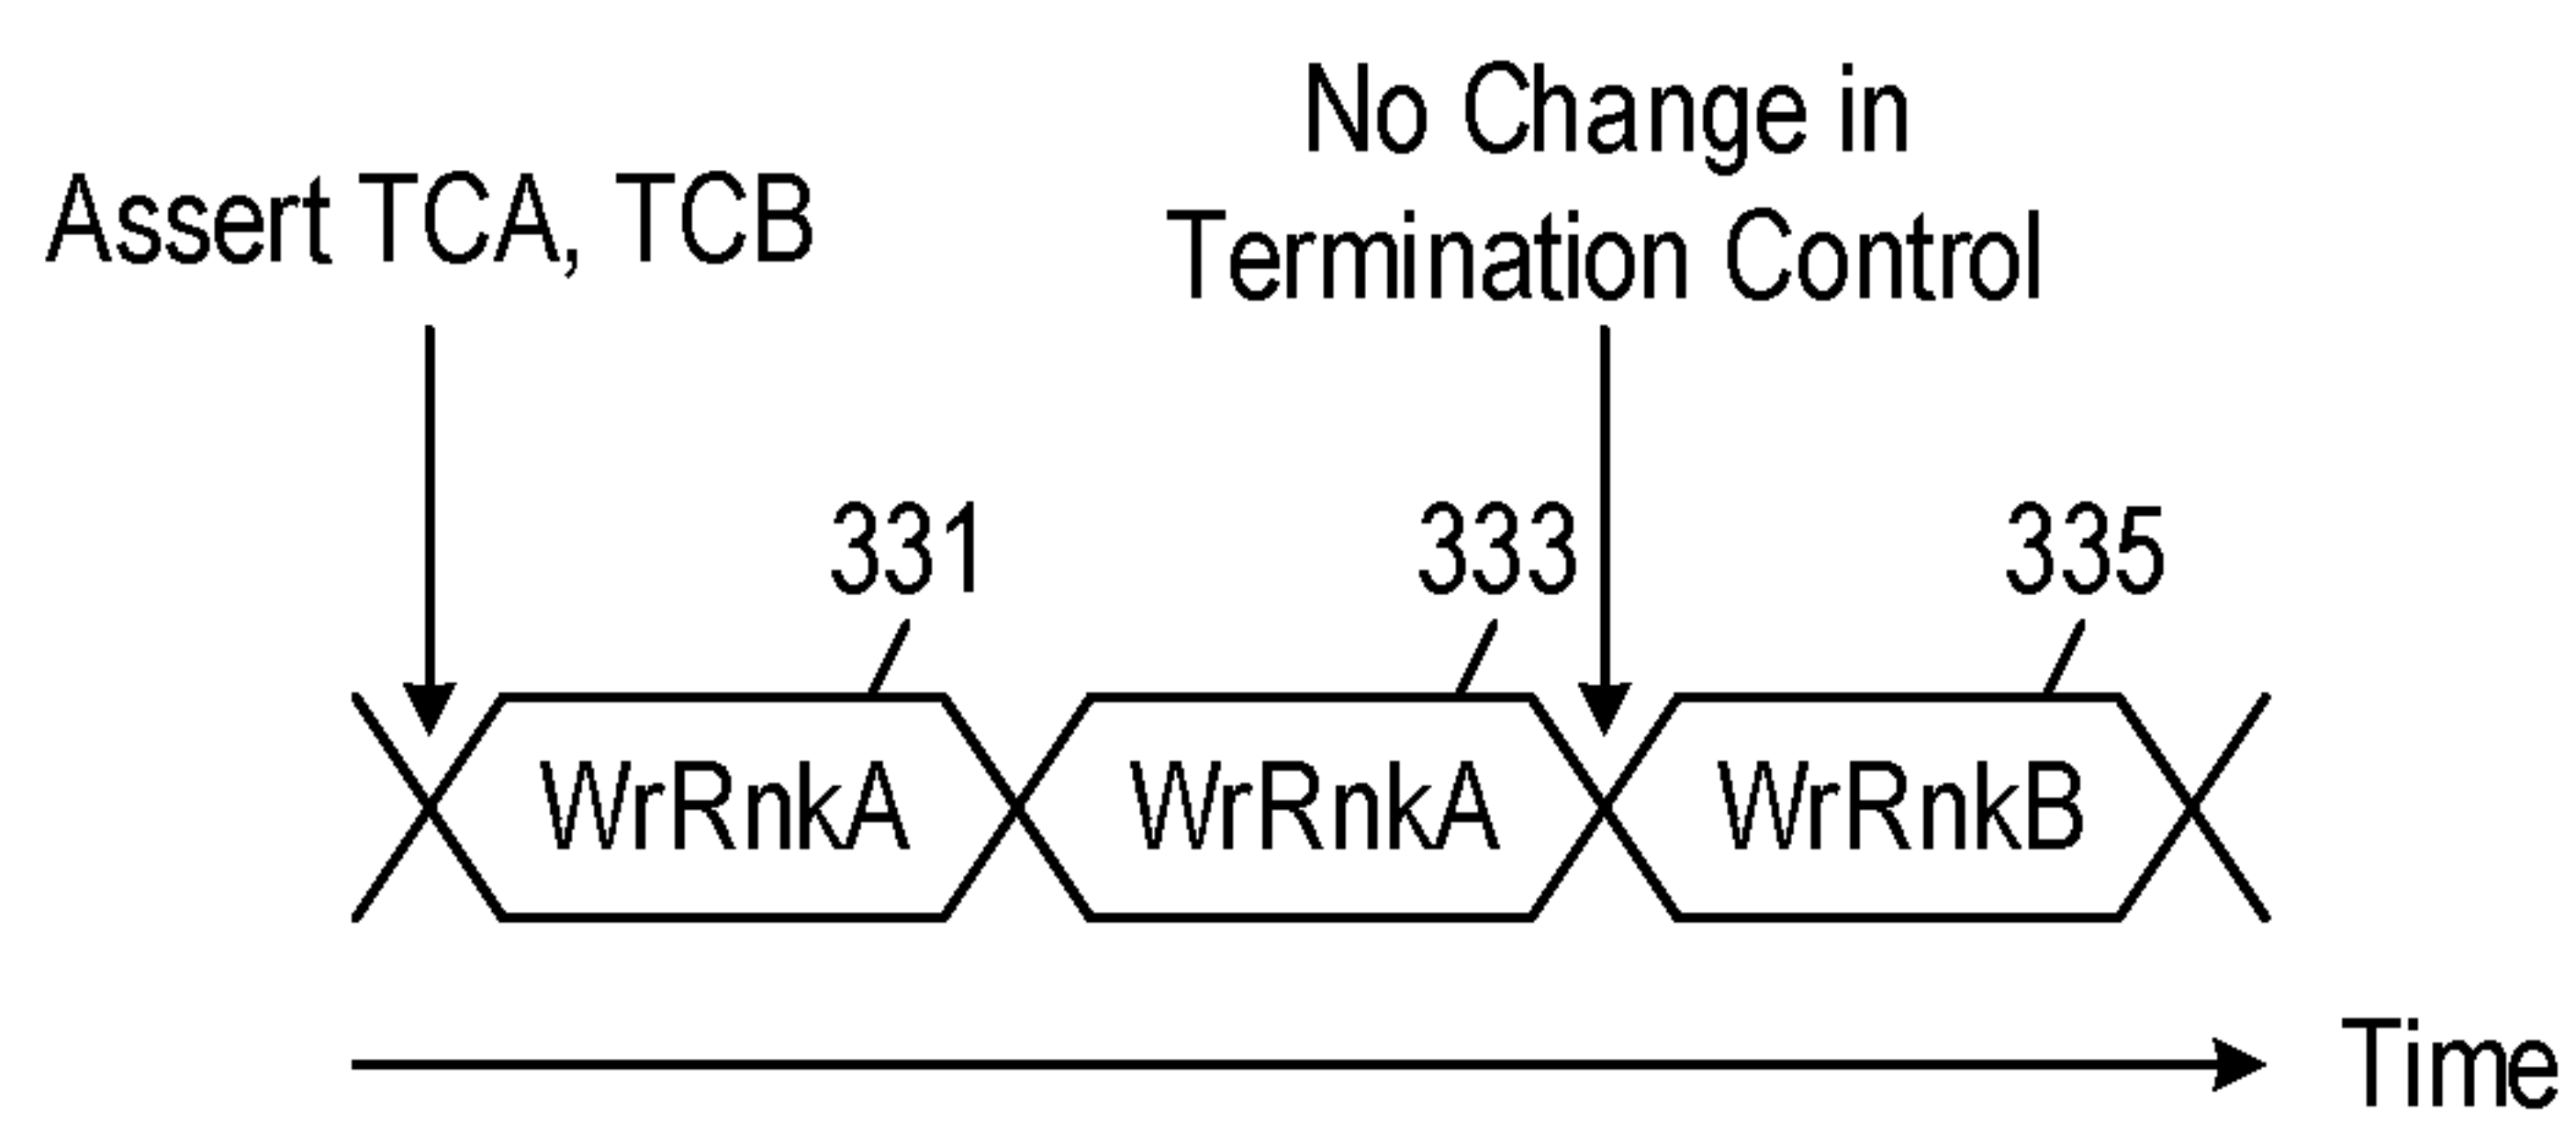 No Change in
Assert TCA, TCB
Termination Control
331
333
335
WrRnkA
WrRnkA
WrRnkB
Time